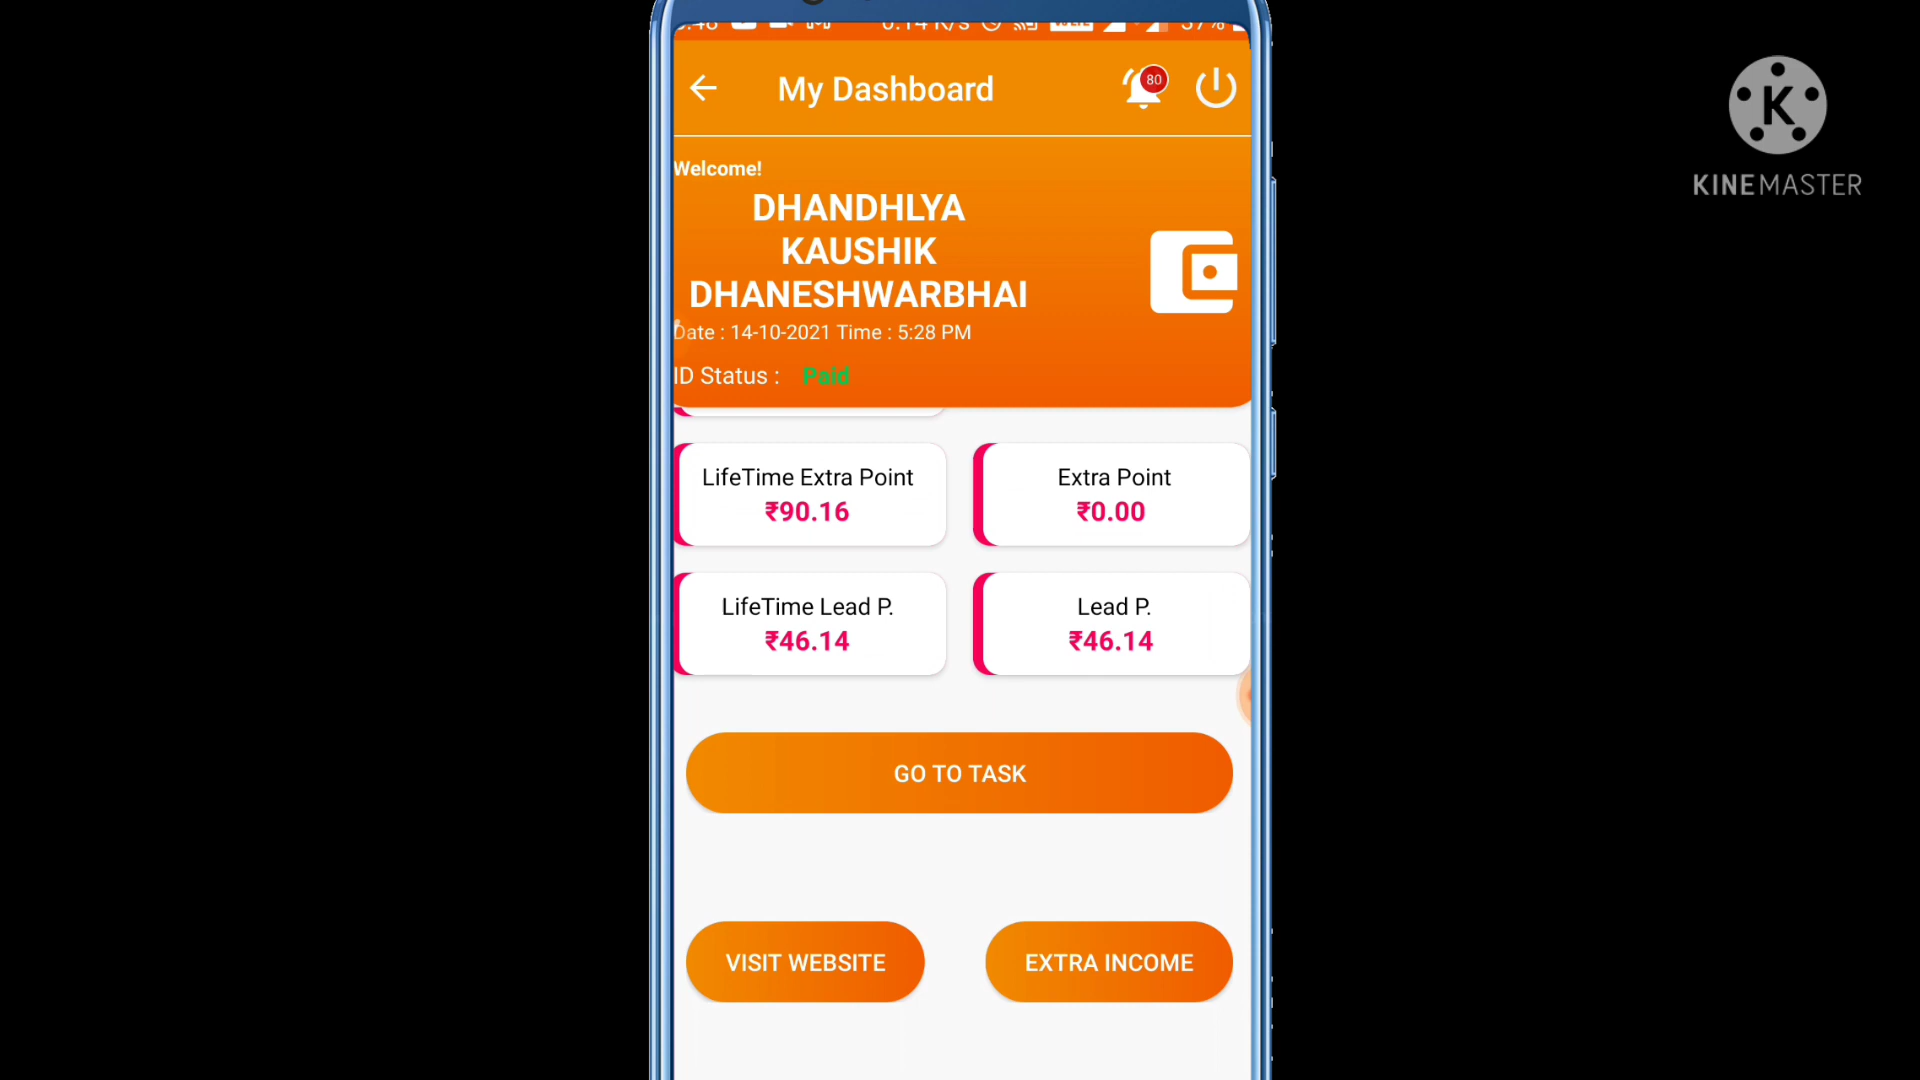 My Dashboard
80
KINEMASTER
Welcome!
DHANDHLYA
KAUSHIK
DHANESHWARBHAI
Date : 14-10-2021 Time : 5:28 PM
ID Status : Paid
LifeTime Extra Point
₹90.16
Extra Point
₹0.00
LifeTime Lead P.
₹46.14
Lead P.
₹46.14
GO TO TASK
VISIT WEBSITE
EXTRA INCOME